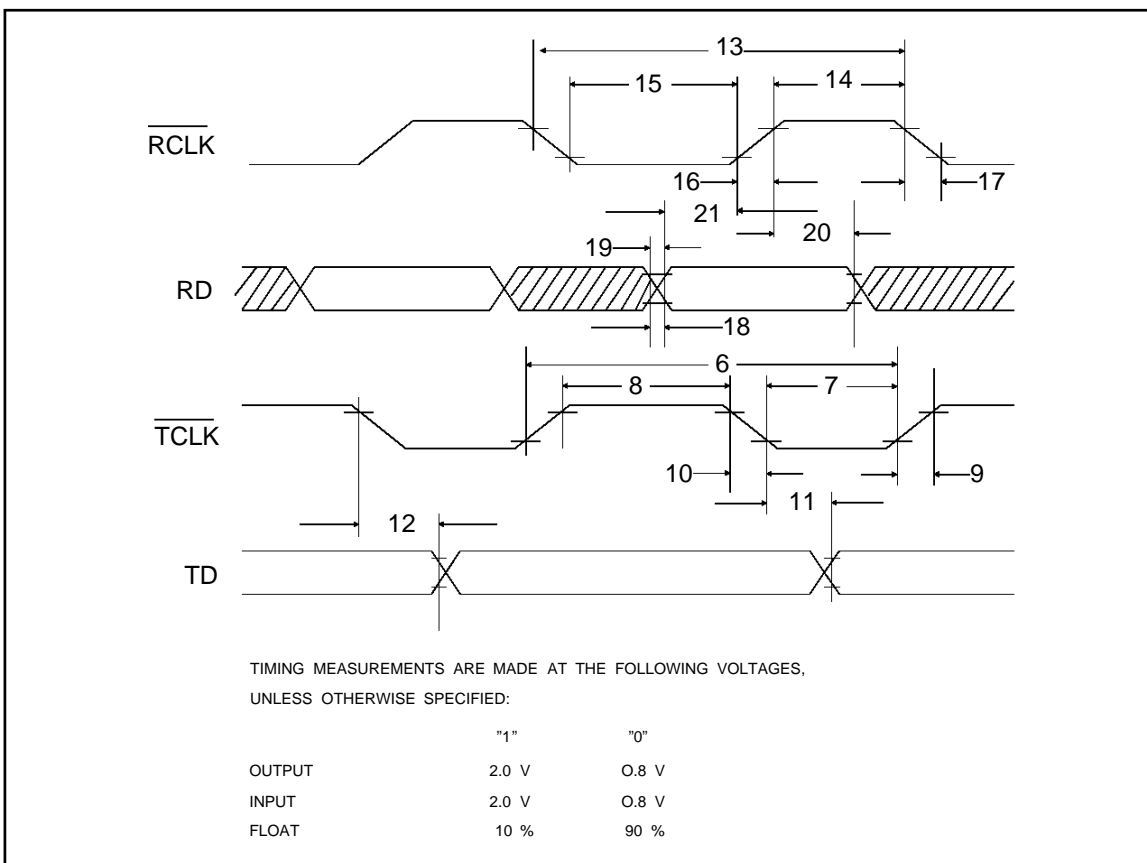 13
15 14
RCLK
16 17
21
19 20
RD
18
6
8 7
TCLK
10 9
11
12
TD
TIMING MEASUREMENTS ARE MADE AT THE FOLLOWING VOLTAGES,
UNLESS OTHERWISE SPECIFIED:
"1" "0"
OUTPUT 2.0 V O.8 V
INPUT 2.0 V O.8 V
FLOAT 10 % 90 %